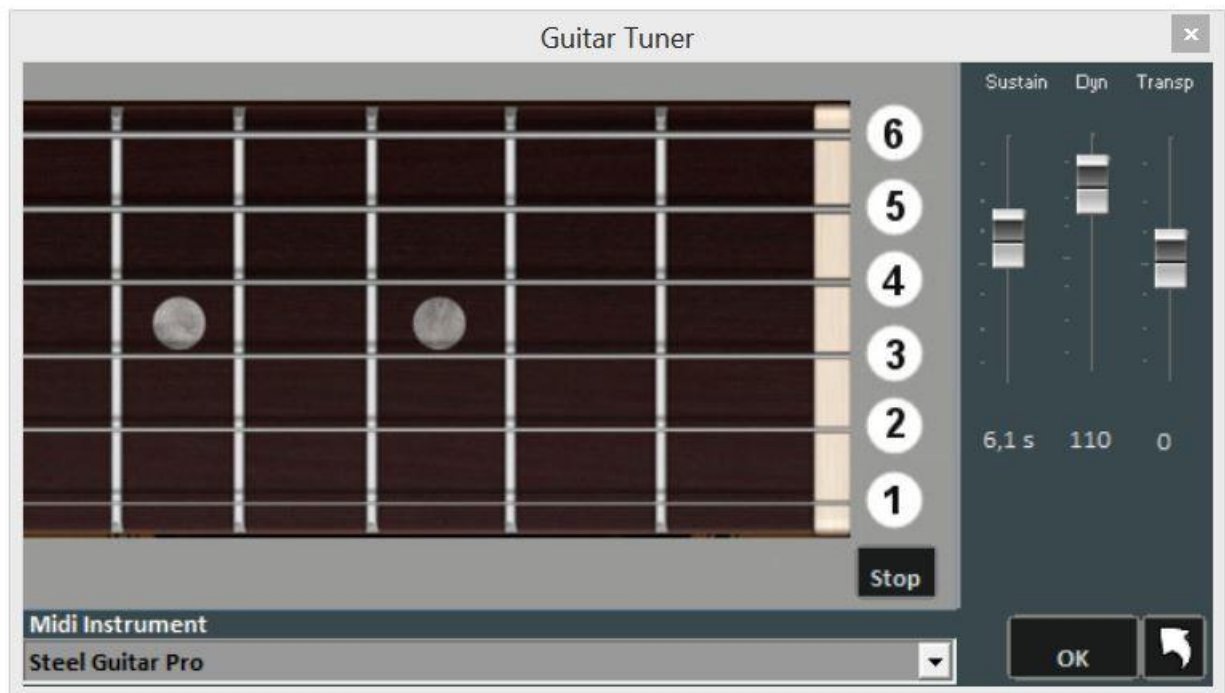 Guitar Tuner
x
Sustain Dyn Transp
6
5
4
3
2
1
6,1 s 110 0
Stop
Midi Instrument
Steel Guitar Pro
OK